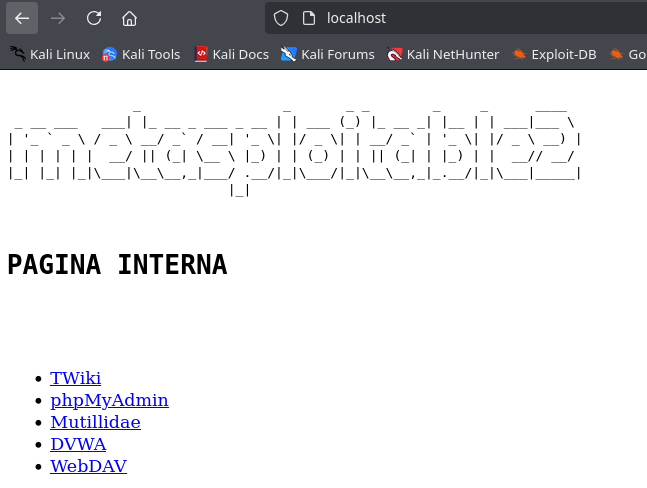 localhost
Kali Linux Kali Tools Kali Docs Kali Forums Kali NetHunter Exploit-DB Go
metasploitable2
PAGINA INTERNA
TWiki
phpMyAdmin
Mutillidae
DVWA
WebDAV